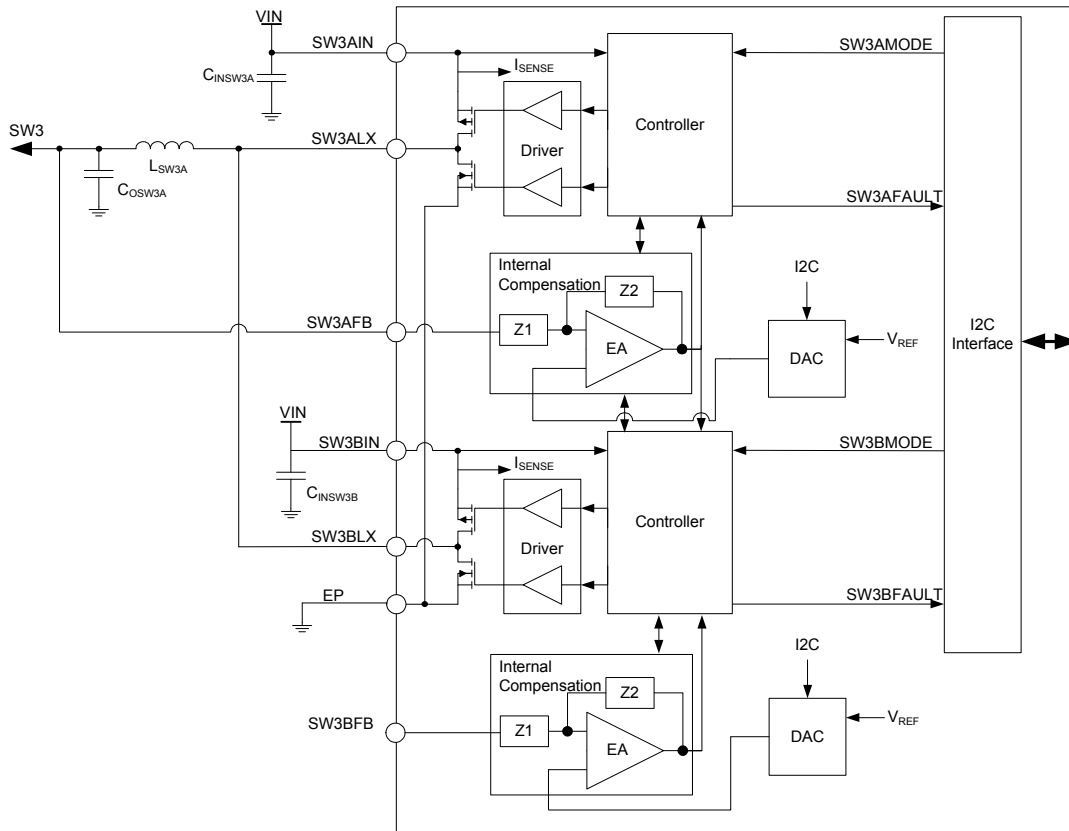 VIN
SW3AIN
CINSW3A
ISENSE
SW3
LSW3A
COSW3A
SW3ALX
Driver
Controller
SW3AMODE
SW3AFAULT
I2C
Interface
Internal
Compensation
Z2
Z1
EA
SW3AFB
I2C
DAC
VREF
VIN
SW3BIN
CINSW3B
ISENSE
SW3BLX
Driver
Controller
SW3BMODE
SW3BFAULT
EP
Internal
Compensation
Z2
Z1
EA
SW3BFB
I2C
DAC
VREF